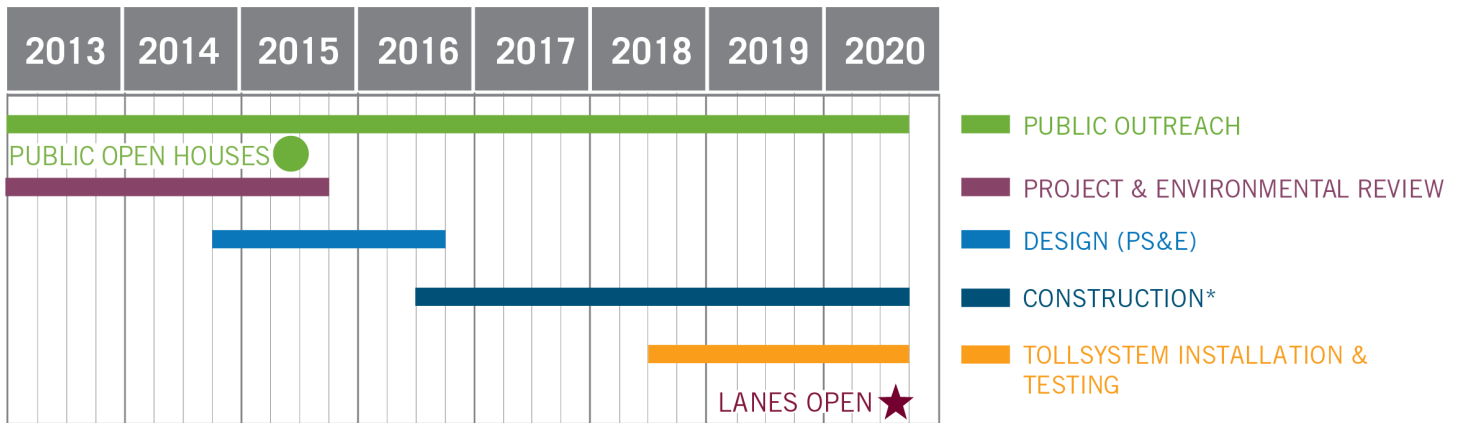 2013 2014 2015 2016 2017 2018 2019 2020
PUBLIC OUTREACH
PUBLIC OPEN HOUSES
PROJECT & ENVIRONMENTAL REVIEW
DESIGN (PS&E)
CONSTRUCTION*
TOLLSYSTEM INSTALLATION &
TESTING
LANES OPEN